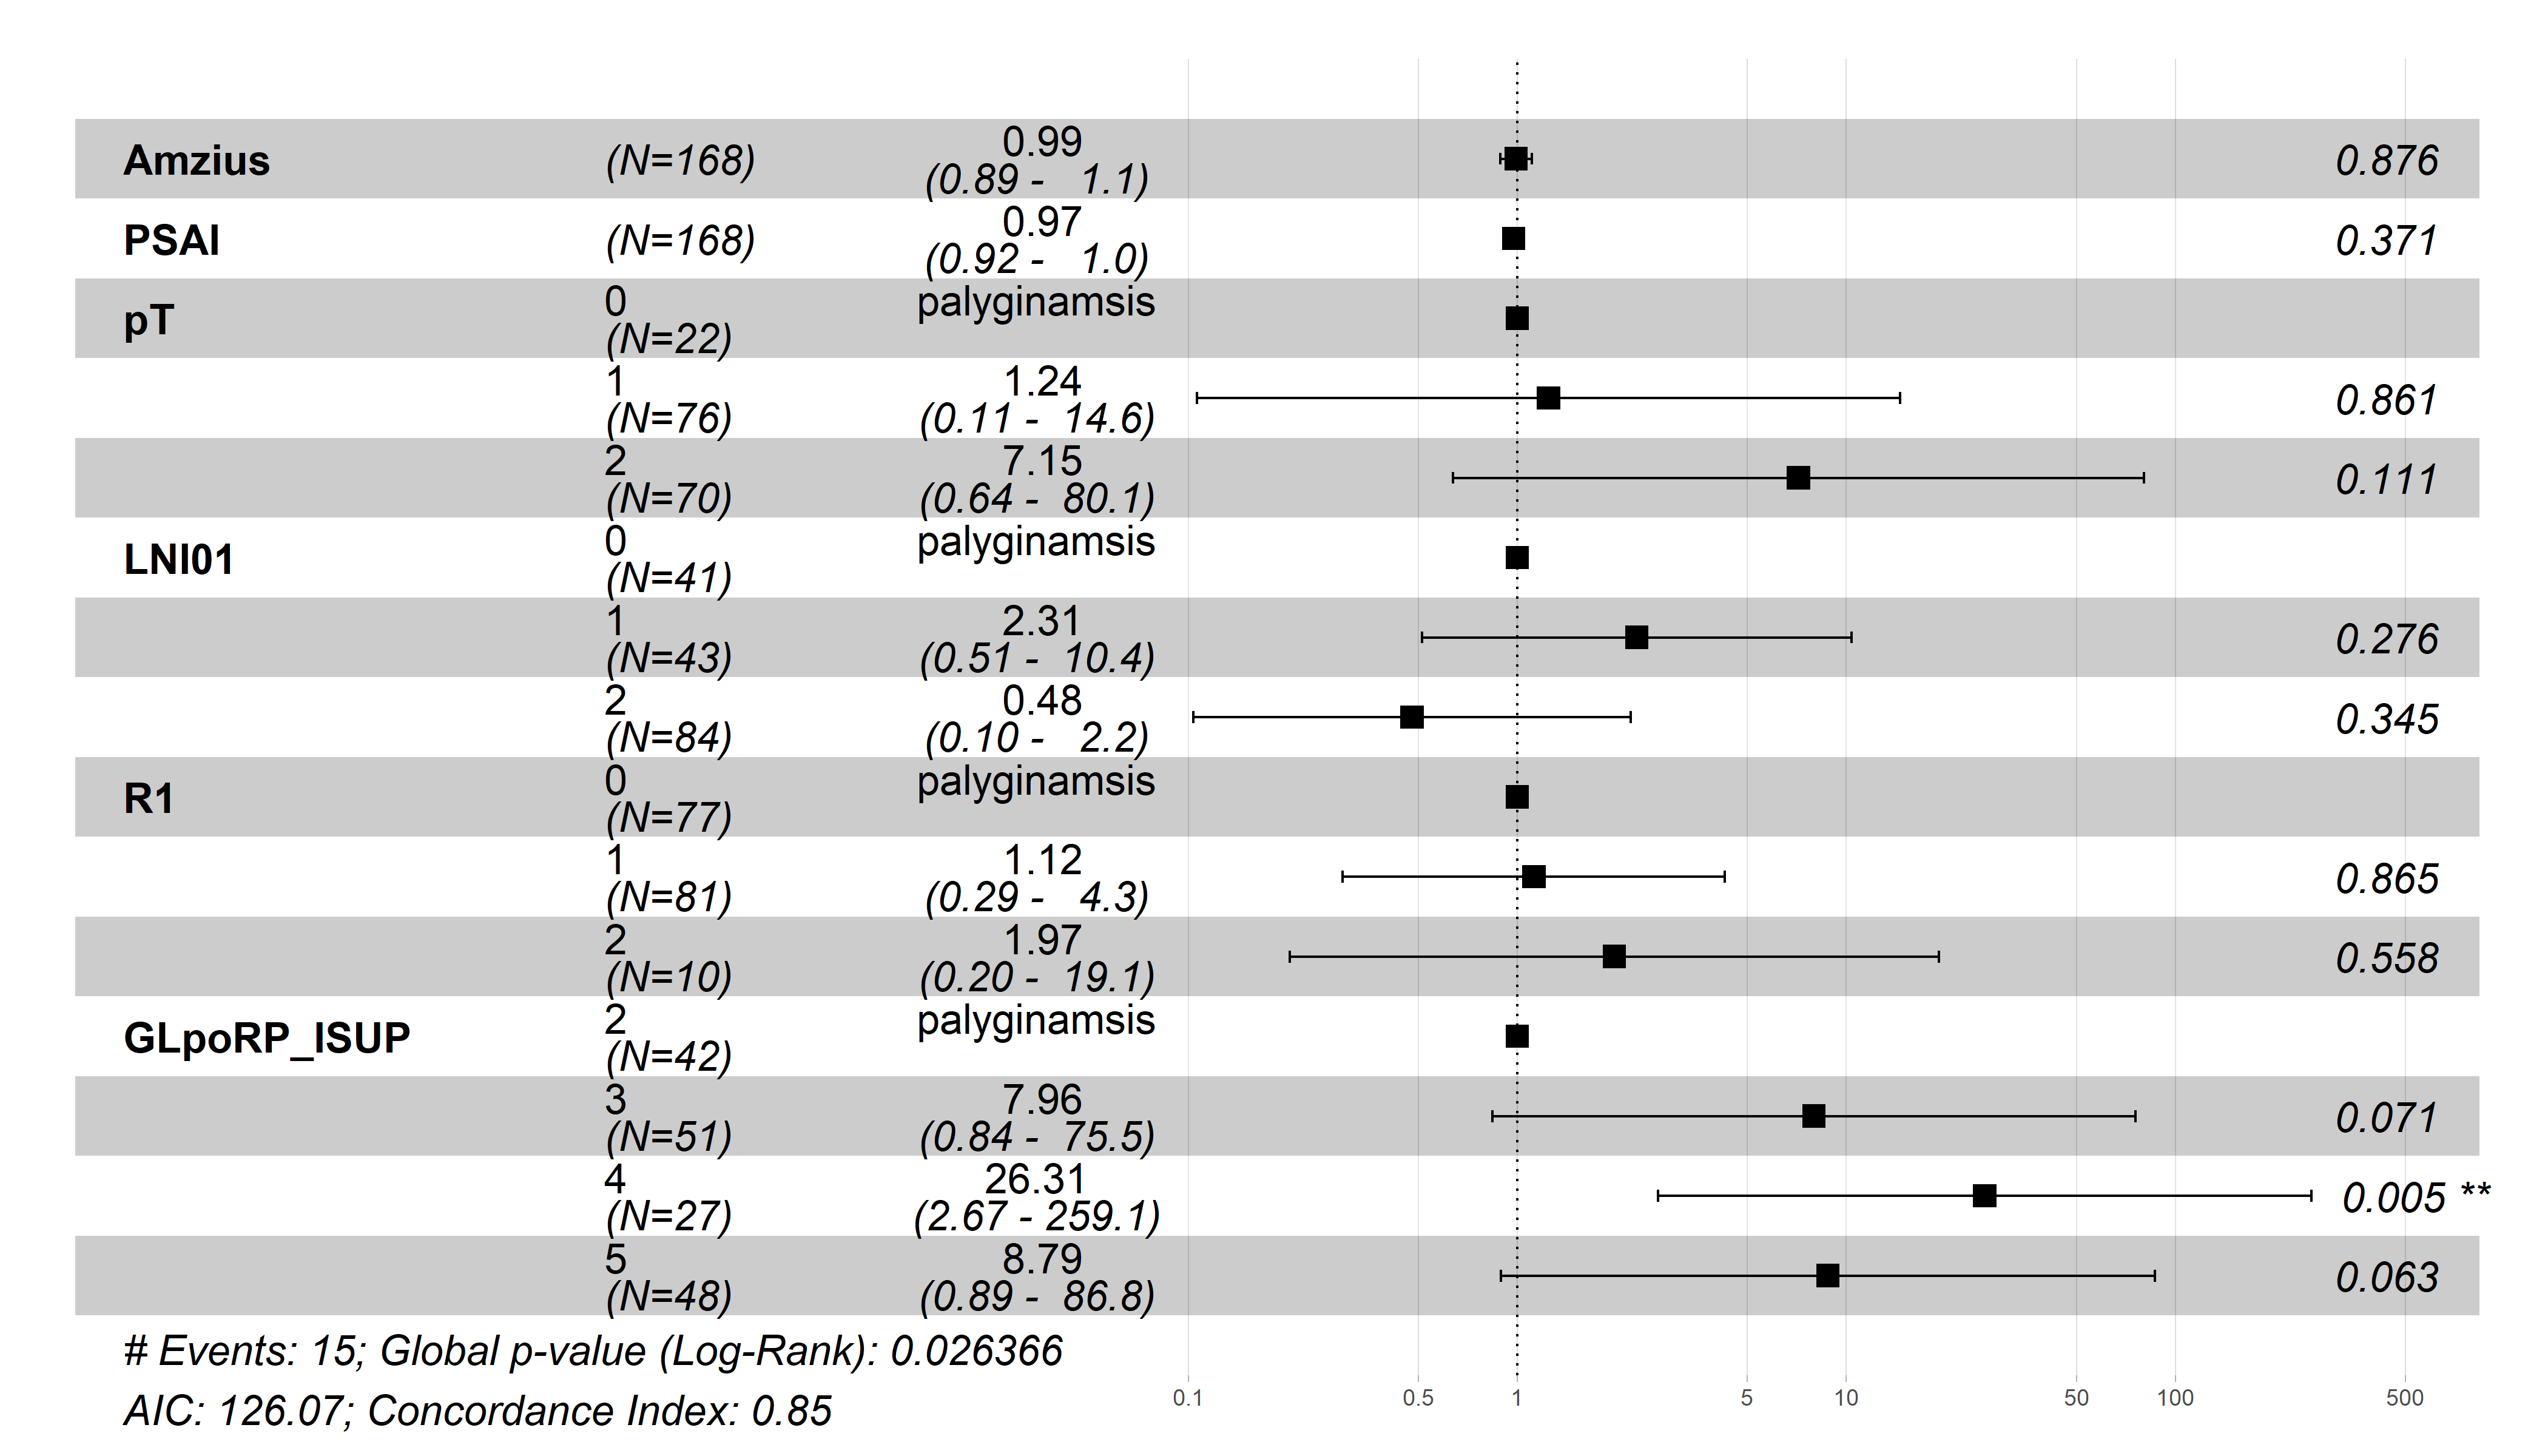 Amzius (N=168) 0.99 (0.89 - 1.1) 0.876
PSAI (N=168) 0.97 (0.92 - 1.0) 0.371
pT 0 (N=22) palyginamsis
1 (N=76) 1.24 (0.11 - 14.6) 0.861
2 (N=70) 7.15 (0.64 - 80.1) 0.111
LNI01 0 (N=41) palyginamsis
1 (N=43) 2.31 (0.51 - 10.4) 0.276
2 (N=84) 0.48 (0.10 - 2.2) 0.345
R1 0 (N=77) palyginamsis
1 (N=81) 1.12 (0.29 - 4.3) 0.865
2 (N=10) 1.97 (0.20 - 19.1) 0.558
GLpoRP_ISUP 2 (N=42) palyginamsis
3 (N=51) 7.96 (0.84 - 75.5) 0.071
4 (N=27) 26.31 (2.67 - 259.1) 0.005 **
5 (N=48) 8.79 (0.89 - 86.8) 0.063
# Events: 15; Global p-value (Log-Rank): 0.026366
AIC: 126.07; Concordance Index: 0.85
0.1 0.5 1 5 10 50 100 500